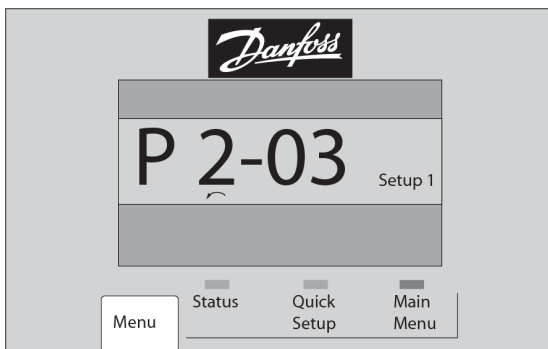 Danfoss
P 2-03
Setup 1
Status
Quick
Setup
Main
Menu
Menu